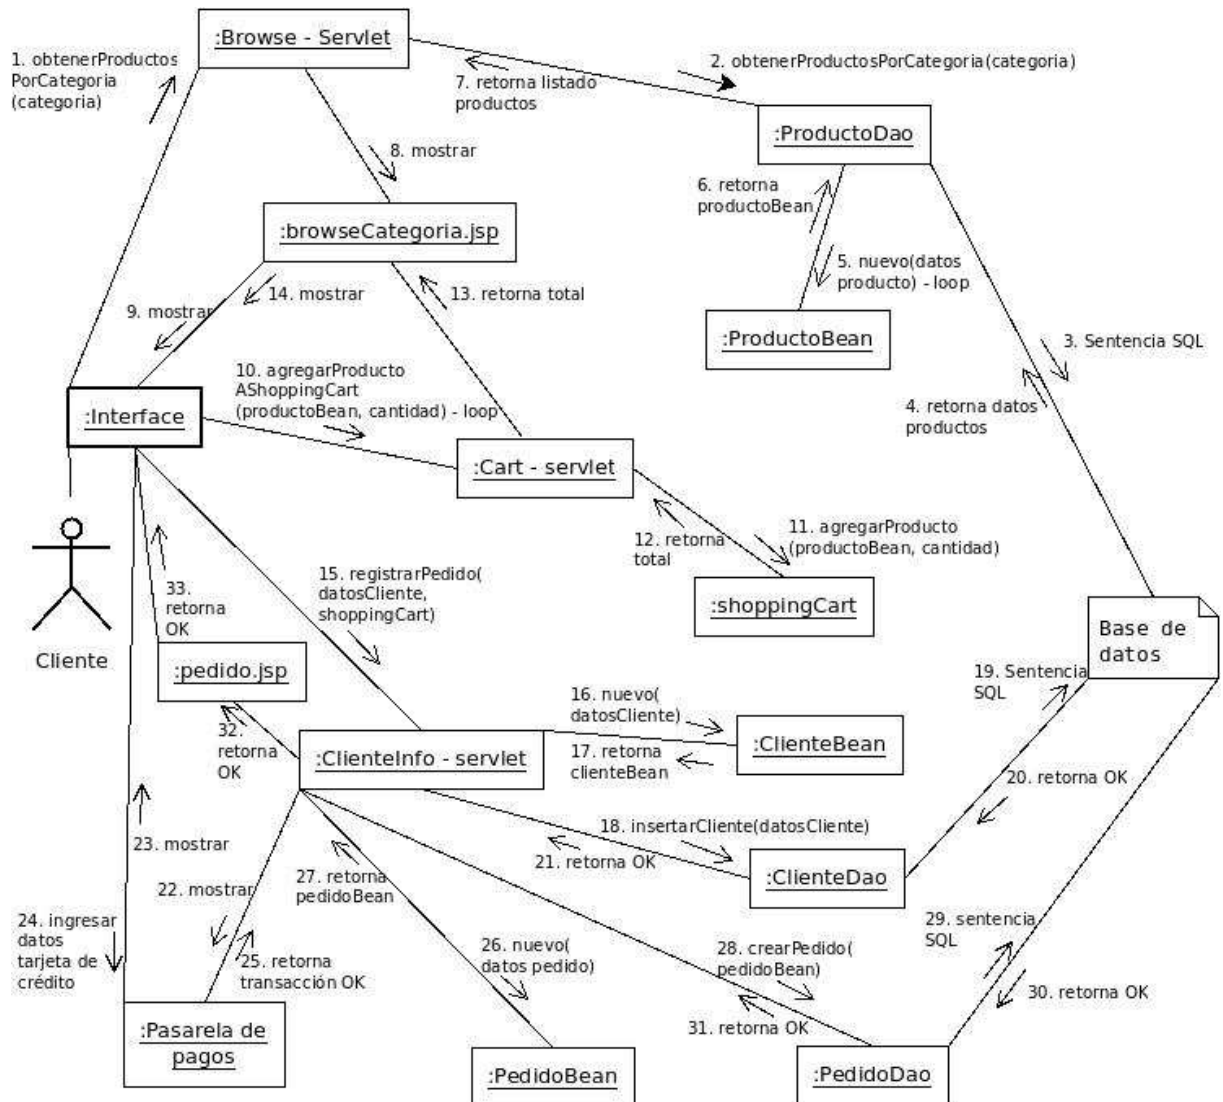 :Browse - Servlet
1. obtenerProductos
PorCategoria
(categoria)
2. obtenerProductosPorCategoria(categoria)
7. retorna listado
productos
:ProductoDao
8. mostrar
6. retorna
productoBean
:browseCategoria.jsp
5. nuevo(datos
producto) - loop
14. mostrar
13. retorna total
9. mostrar
:ProductoBean
3. Sentencia SQL
10. agregarProducto
AShoppingCart
(productoBean, cantidad) - loop
:Interface
4. retorna datos
productos
:Cart - servlet
11. agregarProducto
(productoBean, cantidad)
12. retorna
total
15. registrarPedido(
datosCliente,
shoppingCart)
33.
retorna
OK
:shoppingCart
Base de
datos
Cliente
:pedido.jsp
19. Sentencia
SQL
16. nuevo(
datosCliente)
32.
retorna
OK
:ClienteInfo - servlet
17. retorna
clienteBean
:ClienteBean
20. retorna OK
18. insertarCliente(datosCliente)
23. mostrar
21. retorna OK
27. retorna
pedidoBean
:ClienteDao
22. mostrar
24. ingresar
datos
tarjeta de
crédito
29. sentencia
SQL
26. nuevo(
datos pedido)
28. crearPedido(
pedidoBean)
25. retorna
transacción OK
30. retorna OK
31. retorna OK
:Pasarela de
pagos
:PedidoBean
:PedidoDao